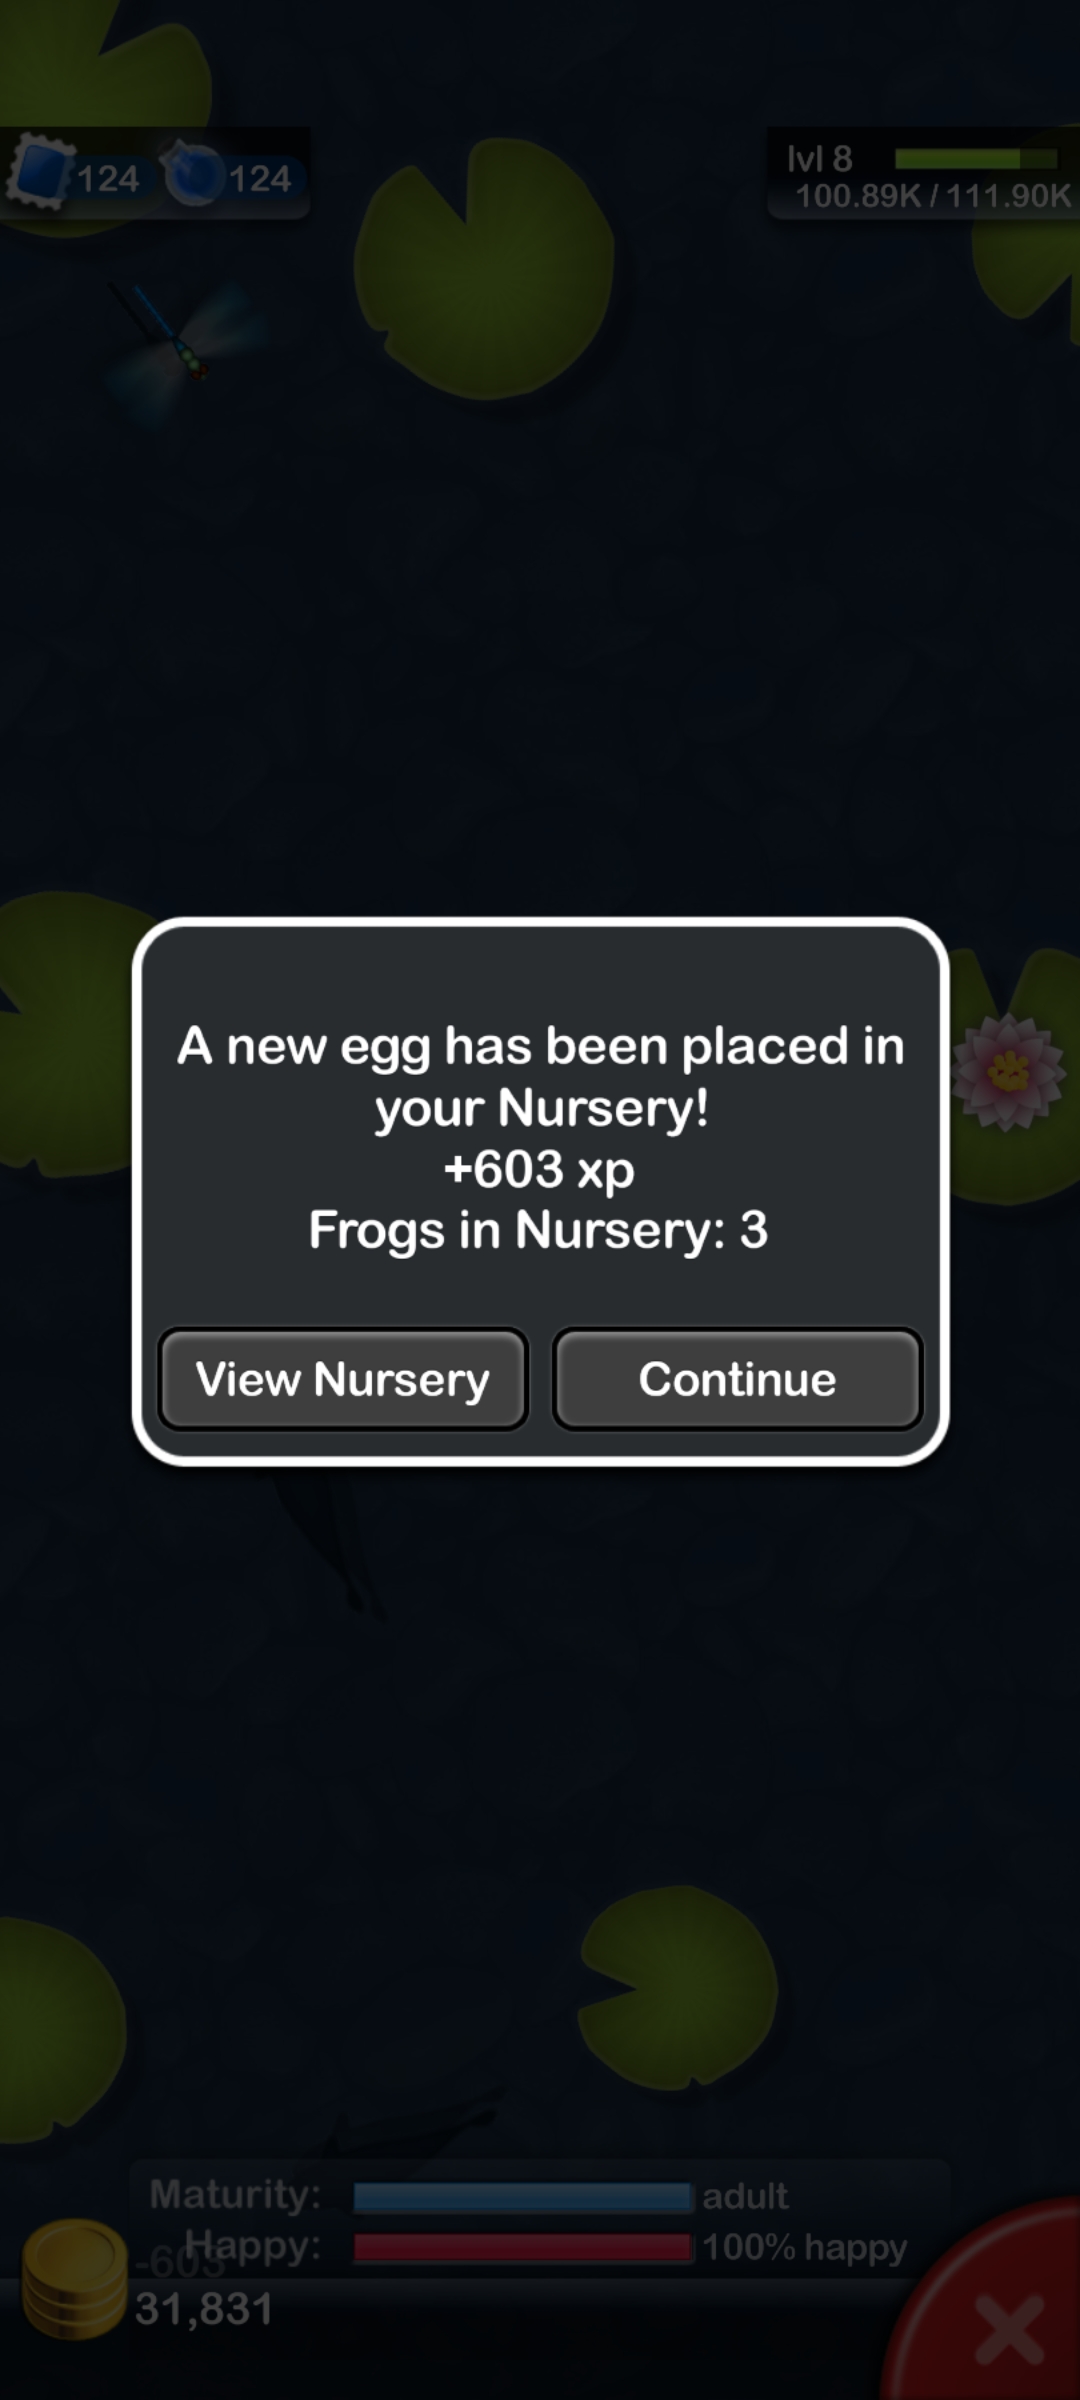 124 124
lvl 8
100.89K / 111.90K
A new egg has been placed in
your Nursery!
+603 xp
Frogs in Nursery: 3
View Nursery Continue
Maturity: adult
Happy: 100% happy
-603
31,831